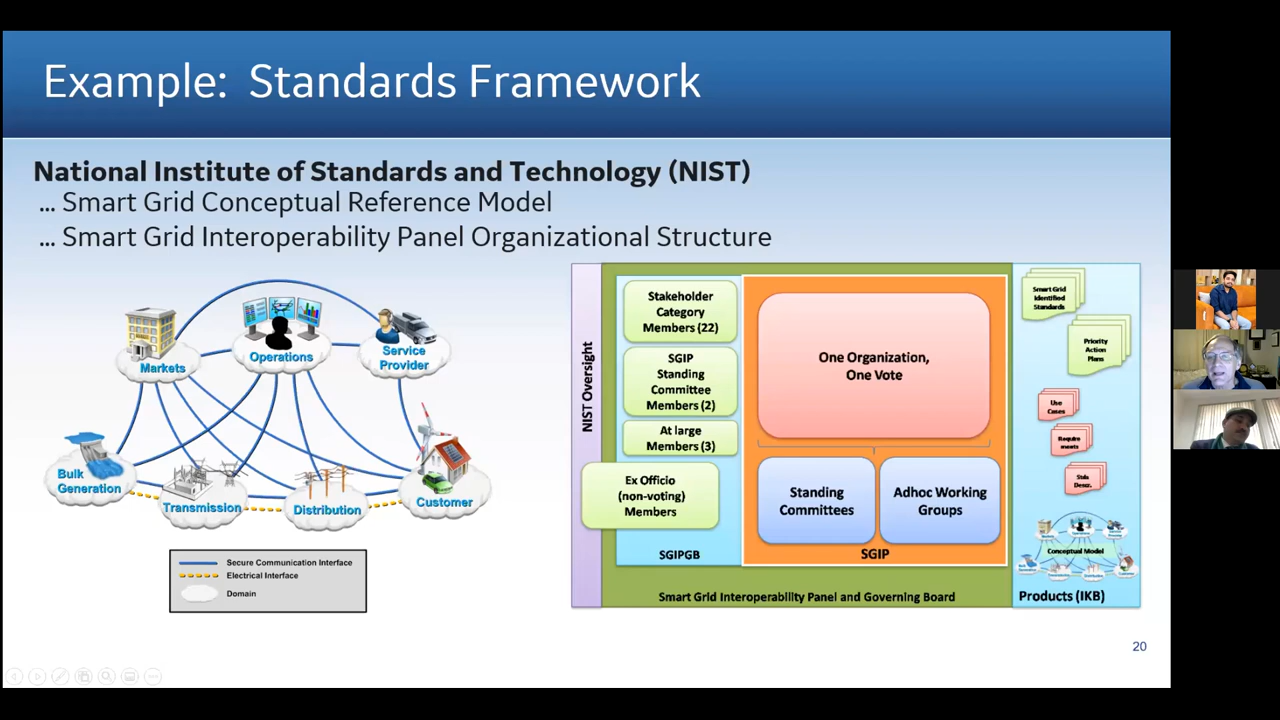 Example: Standards Framework
National Institute of Standards and Technology (NIST)
... Smart Grid Conceptual Reference Model
... Smart Grid Interoperability Panel Organizational Structure
Markets
Operations
Service
Provider
Bulk
Generation
Transmission
Distribution
Customer
Secure Communication Interface
Electrical Interface
Domain
NIST Oversight
Stakeholder
Category
Members (22)
SGIP
Standing
Committee
Members (2)
At large
Members (3)
Ex Officio
(non-voting)
Members
SGIPGB
One Organization,
One Vote
Standing
Committees
Adhoc Working
Groups
SGIP
Smart Grid Interoperability Panel and Governing Board
Smart Grid
Identified
Standards
Priority
Action
Plans
Use
Cases
Require
ments
Conceptual Model
Products (IKB)
20